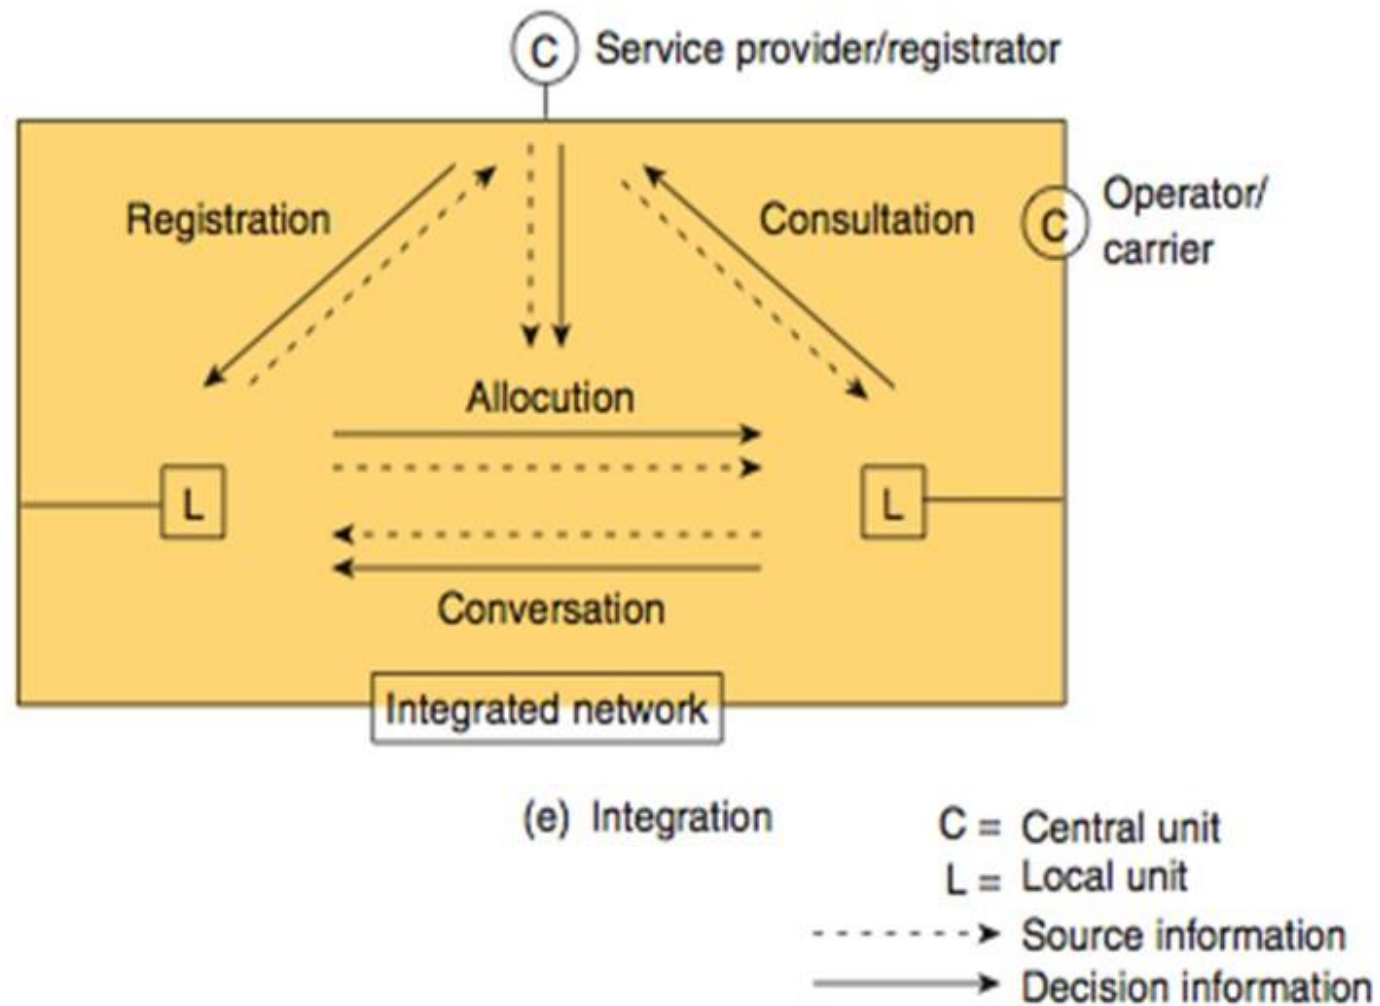 C Service provider/registrator
Registration
Consultation
C Operator/
carrier
Allocution
L
L
Conversation
Integrated network
(e) Integration
C = Central unit
L = Local unit
Source information
Decision information